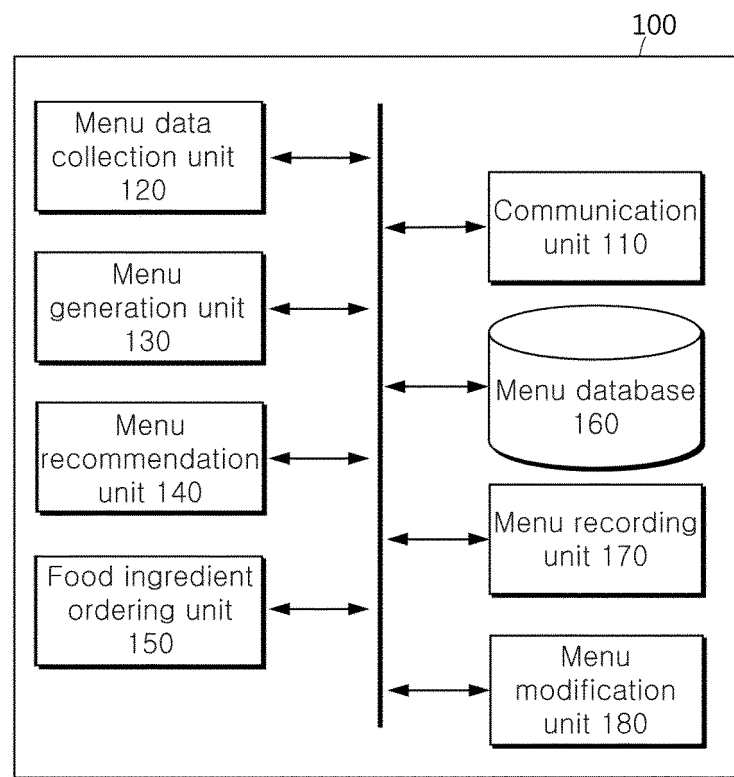 100
Menu data
collection unit
120
Menu
generation unit
130
Menu
recommendation
unit 140
Food ingredient
ordering unit
150
Communication
unit 110
Menu database
160
Menu recording
unit 170
Menu
modification
unit 180